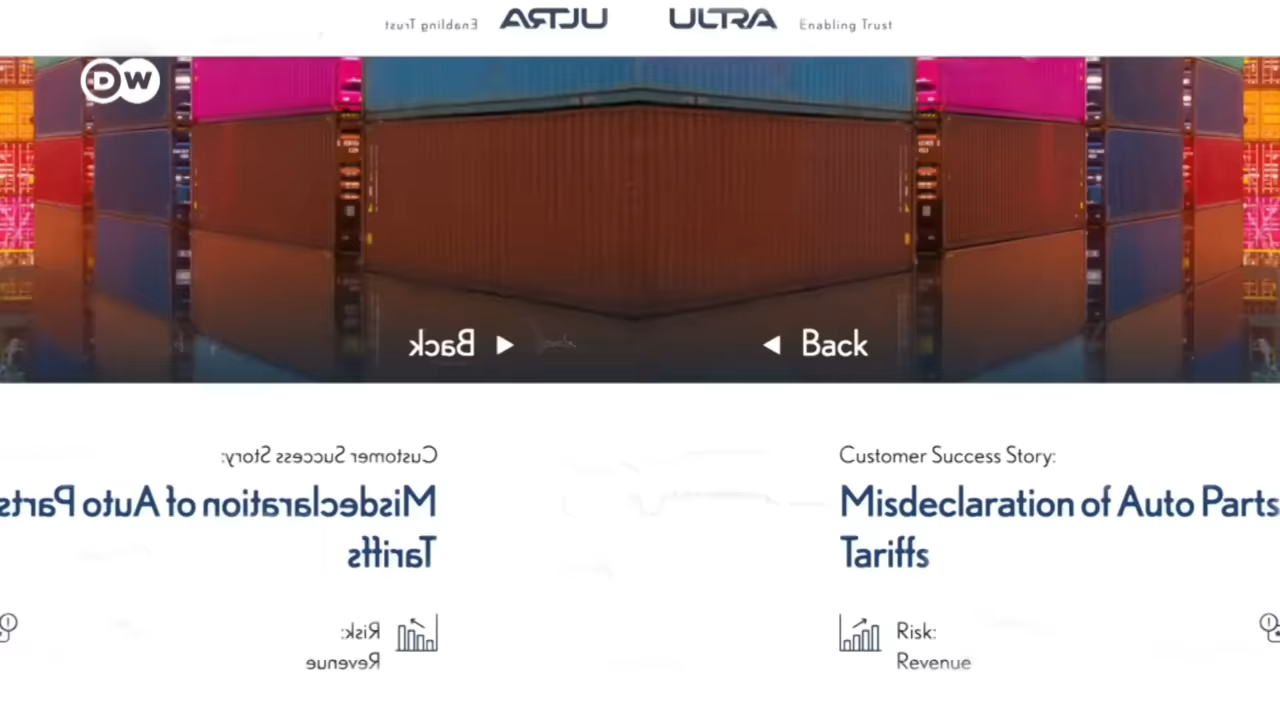 ULTRA Enabling Trust
DW
Back
Customer Success Story:
Misdeclaration of Auto Parts
Tariffs
Risk:
Revenue